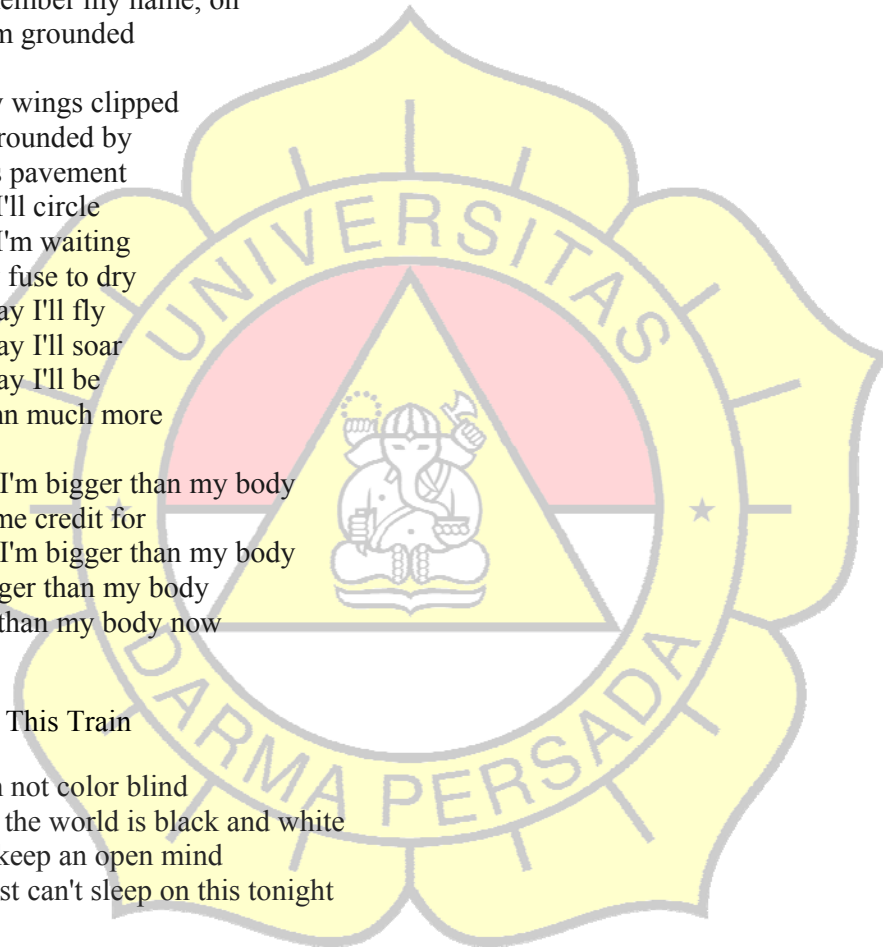 ember my name,
m grounded
wings clipped
rounded by
s pavement
I'll circle
I'm waiting
fuse to dry
ay I'll fly
ay I'll soar
ay I'll be
nn much more
I'm bigger than my body
me credit for
I'm bigger than my body
ger than my body
than my body now
This Train
not color blind
the world is black and white
keep an open mind
st can't sleep on this tonight
UNIVERSITAS
DARMA PERSADA